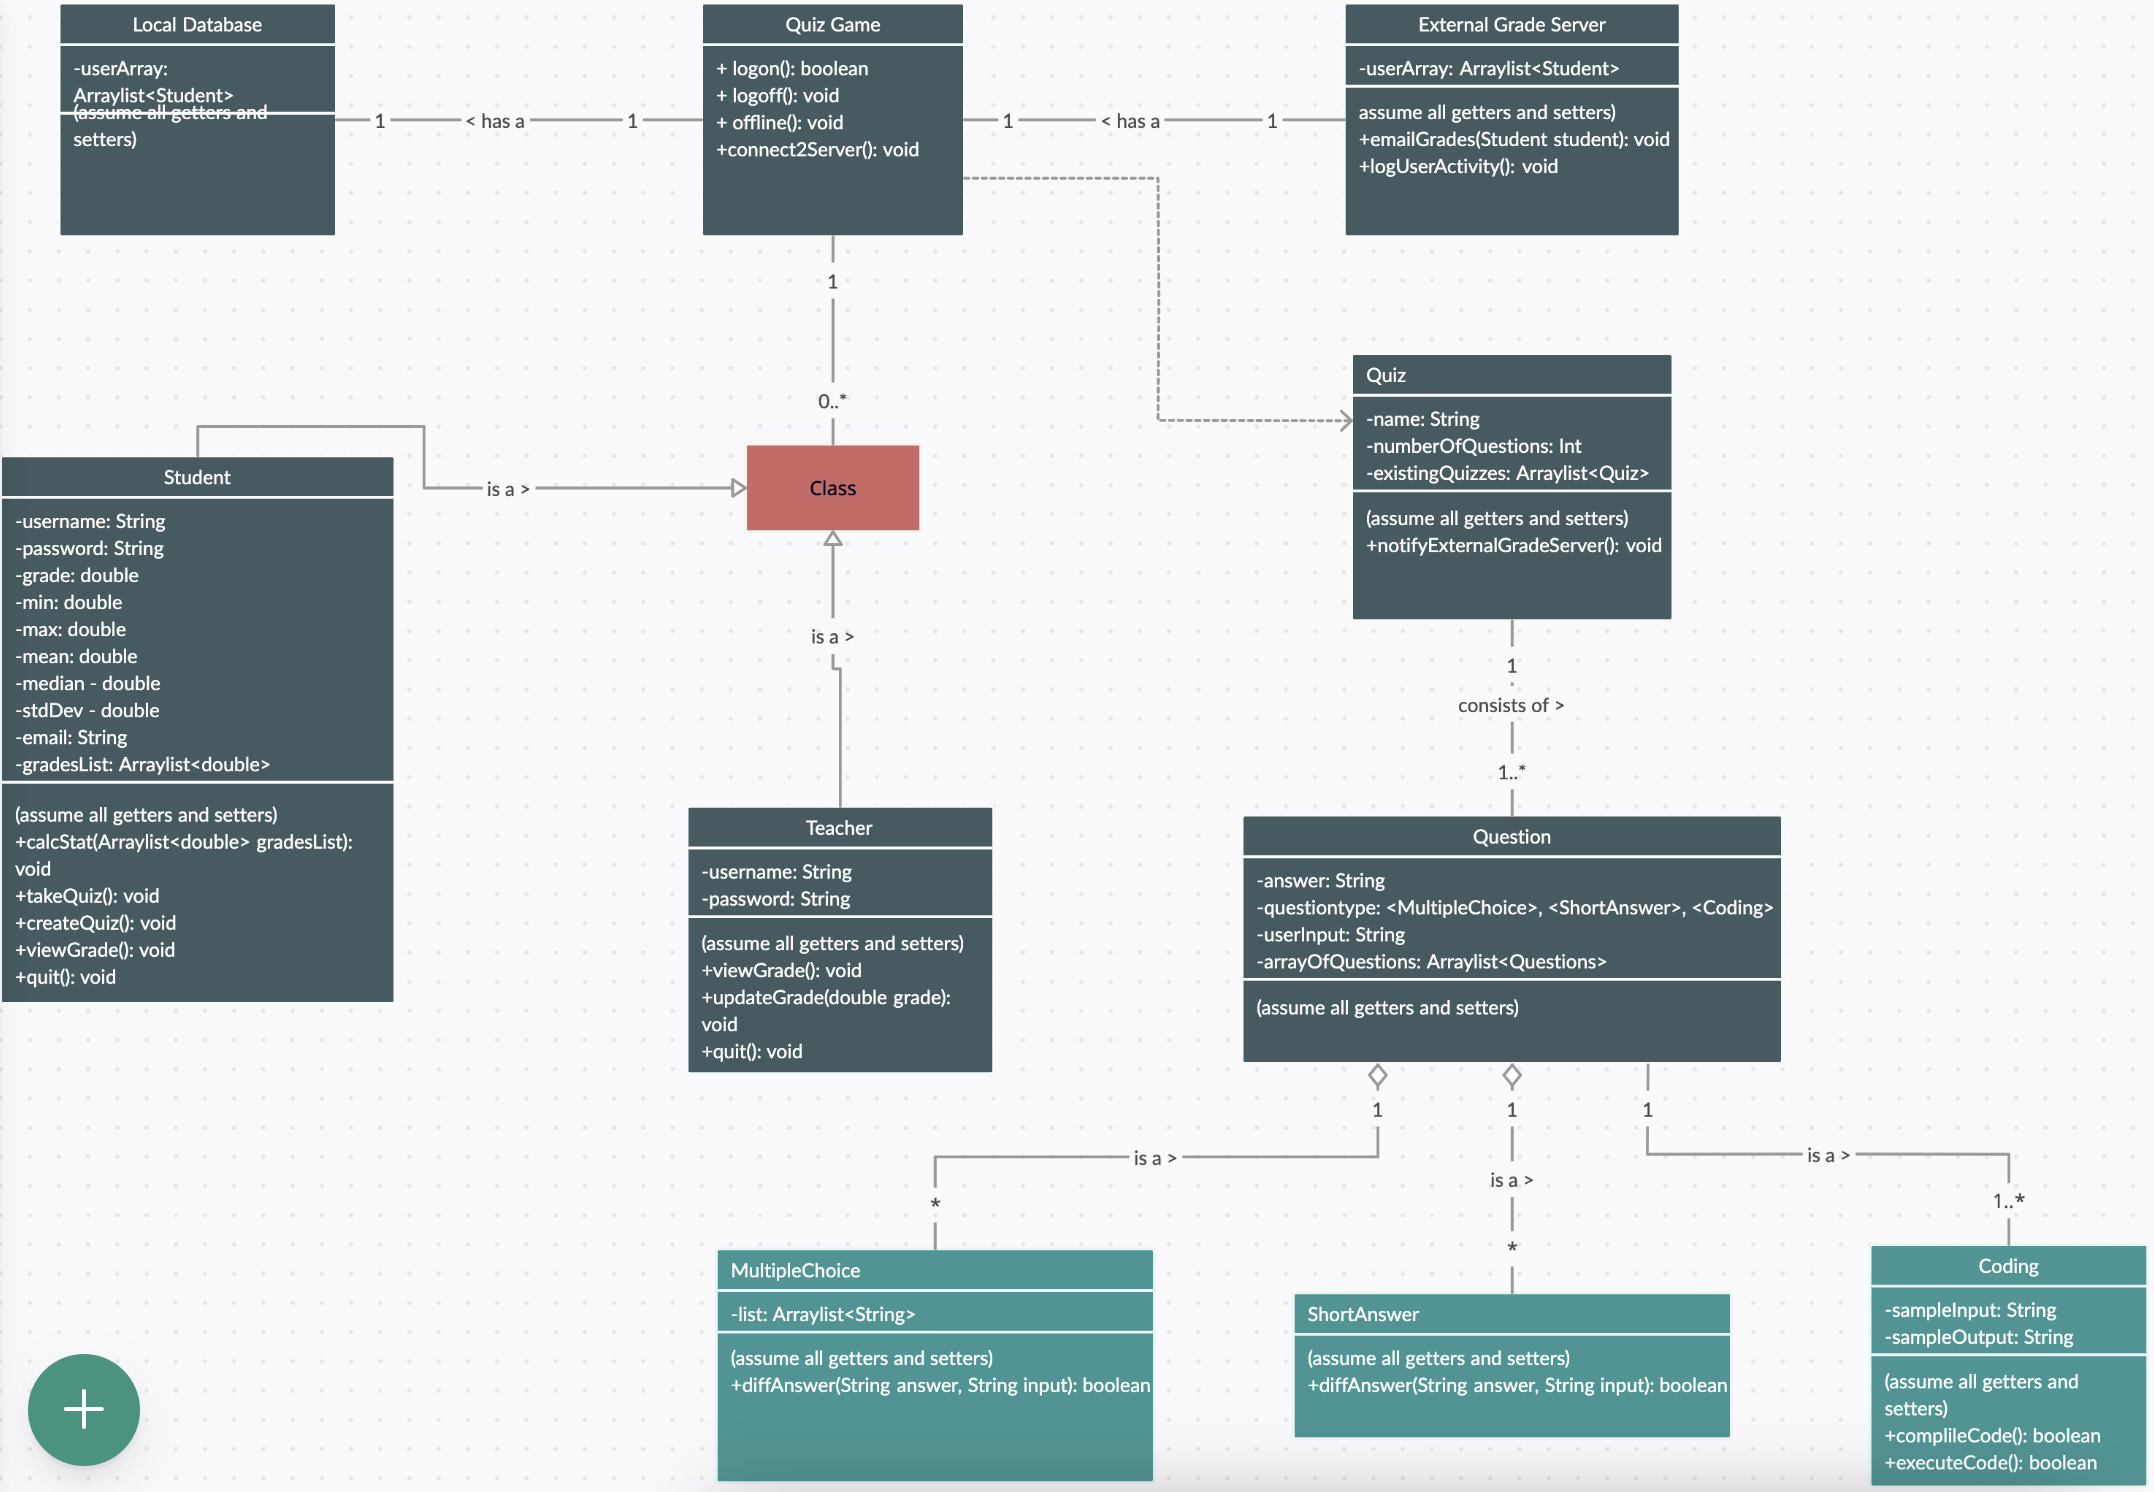 Local Database
-userArray:
Arraylist<Student>
(assume all getters and
setters)
1
< has a
1
Quiz Game
+ logon(): boolean
+ logoff(): void
+ offline(): void
+connect2Server(): void
1
< has a
1
External Grade Server
-userArray: Arraylist<Student>
assume all getters and setters)
+emailGrades(Student student): void
+logUserActivity(): void
1
0..*
Class
is a >
is a >
Student
-username: String
-password: String
-grade: double
-min: double
-max: double
-mean: double
-median - double
-stdDev - double
-email: String
-gradesList: Arraylist<double>
(assume all getters and setters)
+calcStat(Arraylist<double> gradesList):
void
+takeQuiz(): void
+createQuiz(): void
+viewGrade(): void
+quit(): void
Teacher
-username: String
-password: String
(assume all getters and setters)
+viewGrade(): void
+updateGrade(double grade):
void
+quit(): void
Quiz
-name: String
-numberOfQuestions: Int
-existingQuizzes: Arraylist<Quiz>
(assume all getters and setters)
+notifyExternalGradeServer(): void
1
consists of >
1..*
Question
-answer: String
-questiontype: <MultipleChoice>, <ShortAnswer>, <Coding>
-userInput: String
-arrayOfQuestions: Arraylist<Questions>
(assume all getters and setters)
1
is a >
*
1
is a >
*
1
is a >
1..*
MultipleChoice
-list: Arraylist<String>
(assume all getters and setters)
+diffAnswer(String answer, String input): boolean
ShortAnswer
(assume all getters and setters)
+diffAnswer(String answer, String input): boolean
Coding
-sampleInput: String
-sampleOutput: String
(assume all getters and
setters)
+complileCode(): boolean
+executeCode(): boolean